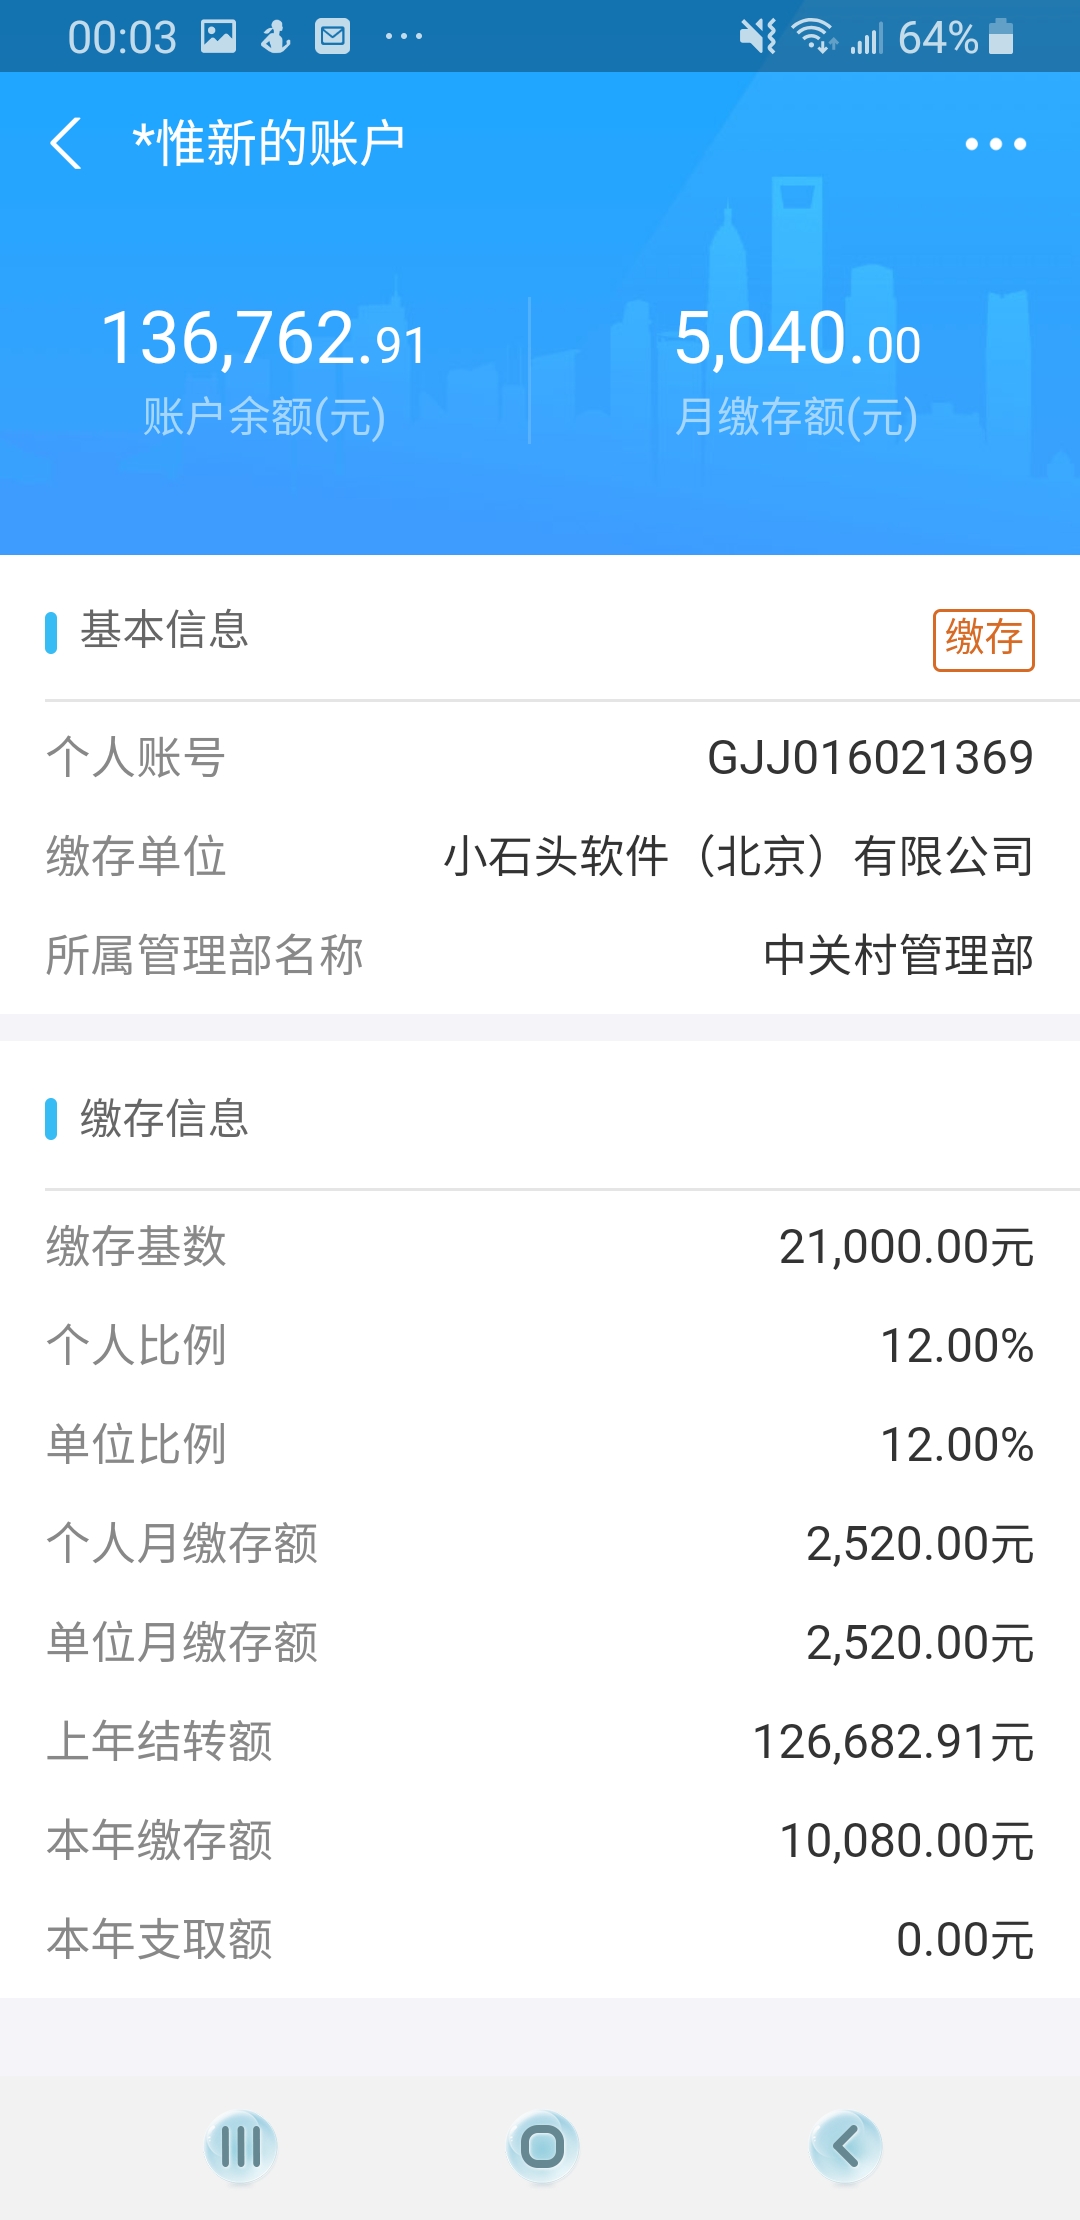 00:03
64%
*惟新的账户
136,762.91
5,040.00
账户余额(元)
月缴存额(元)
基本信息
缴存
个人账号 GJJ016021369
缴存单位 小石头软件（北京）有限公司
所属管理部名称 中关村管理部
缴存信息
缴存基数 21,000.00元
个人比例 12.00%
单位比例 12.00%
个人月缴存额 2,520.00元
单位月缴存额 2,520.00元
上年结转额 126,682.91元
本年缴存额 10,080.00元
本年支取额 0.00元